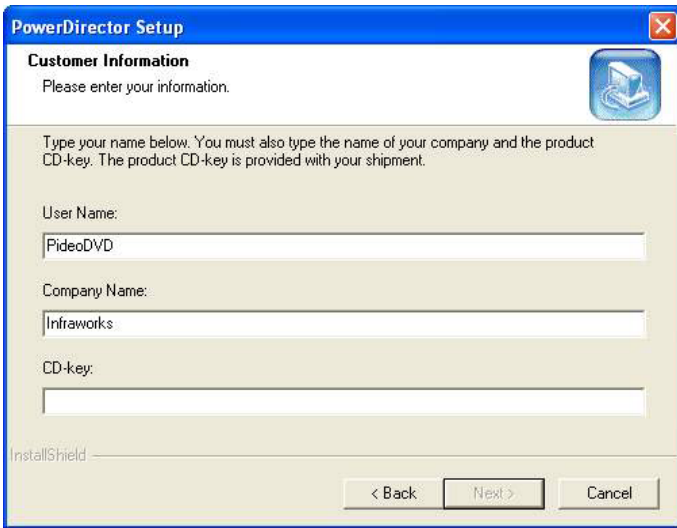 PowerDirector Setup
Customer Information
Please enter your information.
Type your name below. You must also type the name of your company and the product
CD-key. The product CD-key is provided with your shipment.
User Name:
PideoDVD
Company Name:
Infraworks
CD-key:
InstallShield
< Back Next > Cancel